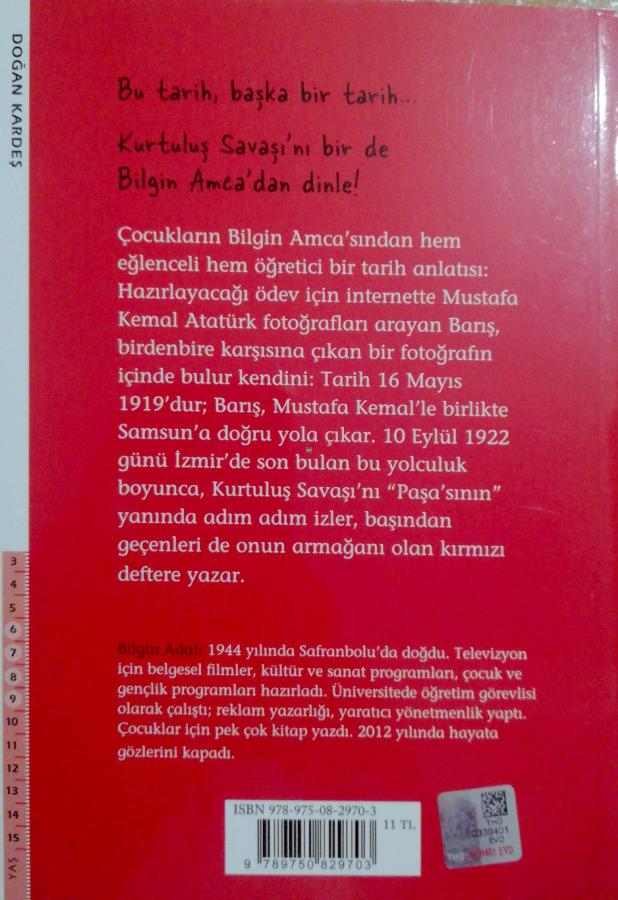 DOĞAN KARDEŞ
Bu tarih, başka bir tarih...
Kurtuluş Savaşı'nı bir de
Bilgin Amca'dan dinle!
Çocukların Bilgin Amca'sından hem
eğlenceli hem öğretici bir tarih anlatısı:
Hazırlayacağı ödev için internette Mustafa
Kemal Atatürk fotoğrafları arayan Barış,
birdenbire karşısına çıkan bir fotoğrafın
içinde bulur kendini: Tarih 16 Mayıs
1919'dur; Barış, Mustafa Kemal'le birlikte
Samsun'a doğru yola çıkar. 10 Eylül 1922
günü İzmir'de son bulan bu yolculuk
boyunca, Kurtuluş Savaşı'nı “Paşa'sının”
yanında adım adım izler, başından
geçenleri de onun armağanı olan kırmızı
deftere yazar.
Bilgin Adalı 1944 yılında Safranbolu'da doğdu. Televizyon
için belgesel filmler, kültür ve sanat programları, çocuk ve
gençlik programları hazırladı. Üniversitede öğretim görevlisi
olarak çalıştı; reklam yazarlığı, yaratıcı yönetmenlik yaptı.
Çocuklar için pek çok kitap yazdı. 2012 yılında hayata
gözlerini kapadı.
3
4
5
6
7
8
9
10
11
12
13
14
15
YAŞ
ISBN 978-975-08-2970-3
11 TL
9 789750 829703
EVD